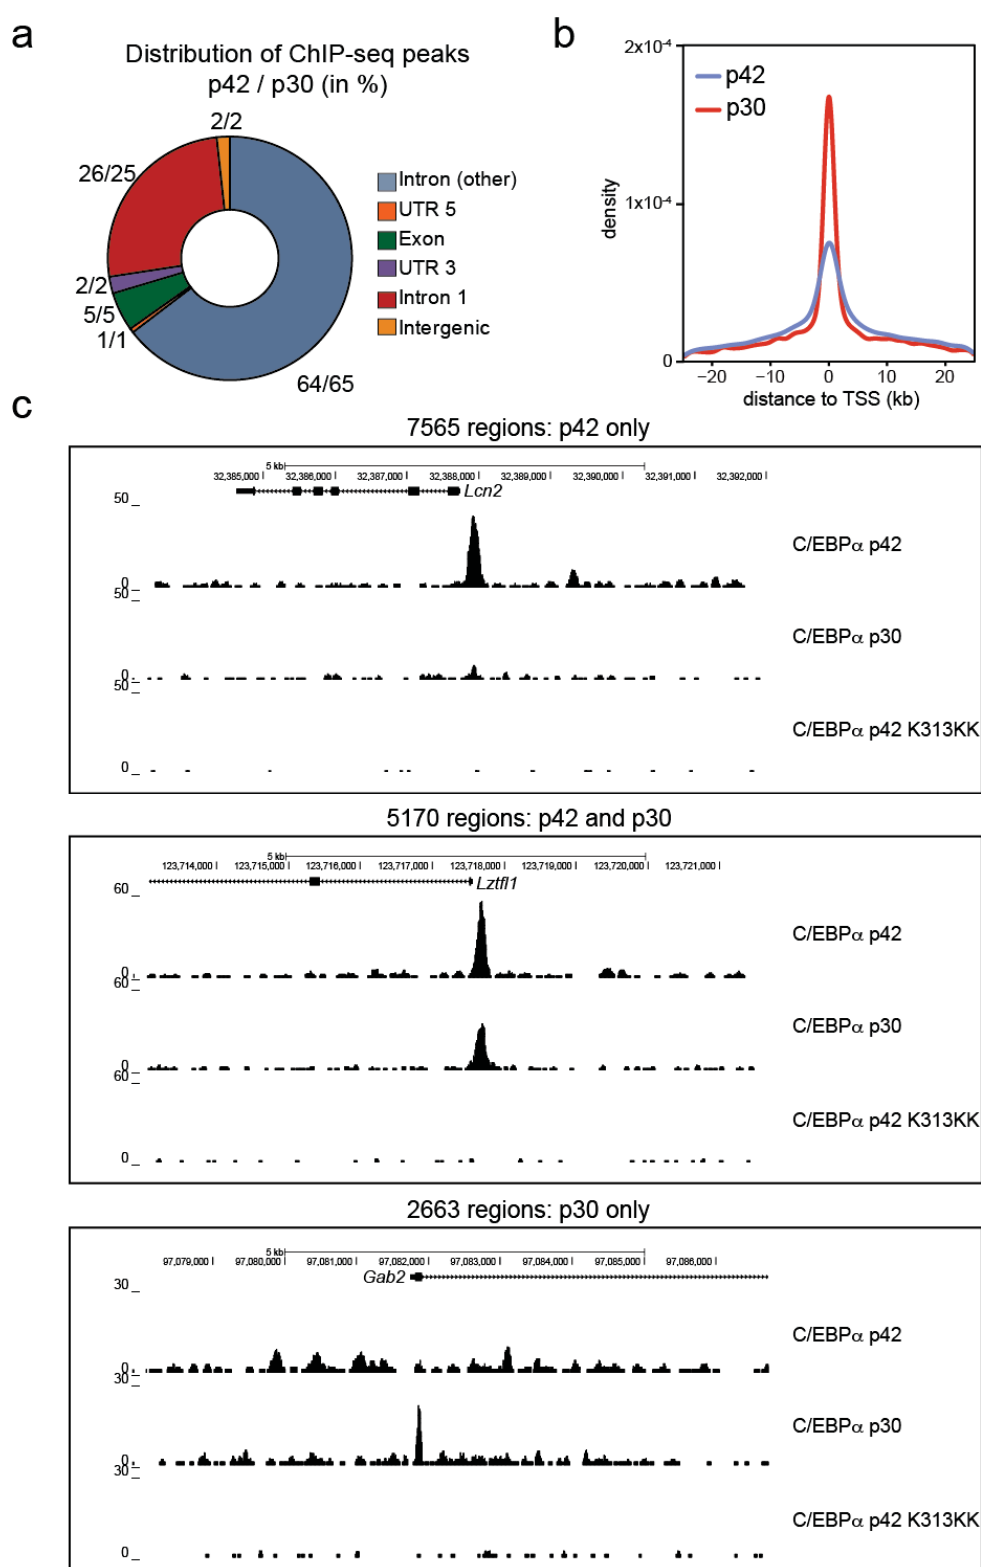 a
Distribution of ChIP-seq peaks
p42 / p30 (in %)
2/2
26/25
2/2
5/5
1/1
64/65
Intron (other)
UTR 5
Exon
UTR 3
Intron 1
Intergenic
b
2x10-4
1x10-4
0
density
p42
p30
−20 −10 0 10 20
distance to TSS (kb)
c
7565 regions: p42 only
5 kb
32,385,000 32,386,000 32,387,000 32,388,000 32,389,000 32,390,000 32,391,000 32,392,000
Lcn2
50
C/EBPα p42
0
50
C/EBPα p30
0
50
C/EBPα p42 K313KK
0
5170 regions: p42 and p30
5 kb
123,714,000 123,715,000 123,716,000 123,717,000 123,718,000 123,719,000 123,720,000 123,721,000
Lztfl1
60
C/EBPα p42
0
60
C/EBPα p30
0
60
C/EBPα p42 K313KK
0
2663 regions: p30 only
5 kb
97,079,000 97,080,000 97,081,000 97,082,000 97,083,000 97,084,000 97,085,000 97,086,000
Gab2
30
C/EBPα p42
0
30
C/EBPα p30
0
30
C/EBPα p42 K313KK
0